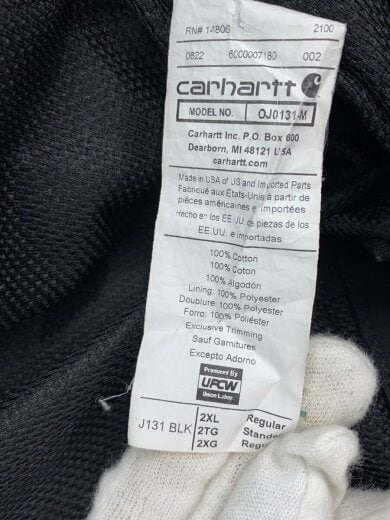 RN# 14806 2100
0822 6000007180 002
carhartt
MODEL NO. OJ0131-M
Carhartt Inc. P.O. Box 600
Dearborn, MI 48121 USA
carhartt.com
Made in USA of US and Imported Parts
Fabriqué aux États-Unis à partir de
pièces américaines et importées
Hecho en los EE.UU. de piezas de los
EE.UU. e importadas
100% Cotton
100% Coton
100% Algodón
Lining: 100% Polyester
Doublure: 100% Polyester
Forro: 100% Poliéster
Exclusive Trimming
Sauf Garnitures
Excepto Adorno
Produced By
UFCW
Union Labor
J131 BLK
2XL Regular
2TG Standa
2XG Regu